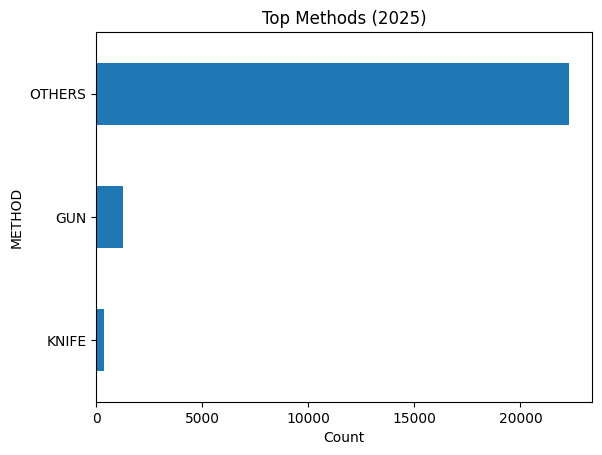 Top Methods (2025)
METHOD
OTHERS
GUN
KNIFE
0 5000 10000 15000 20000
Count